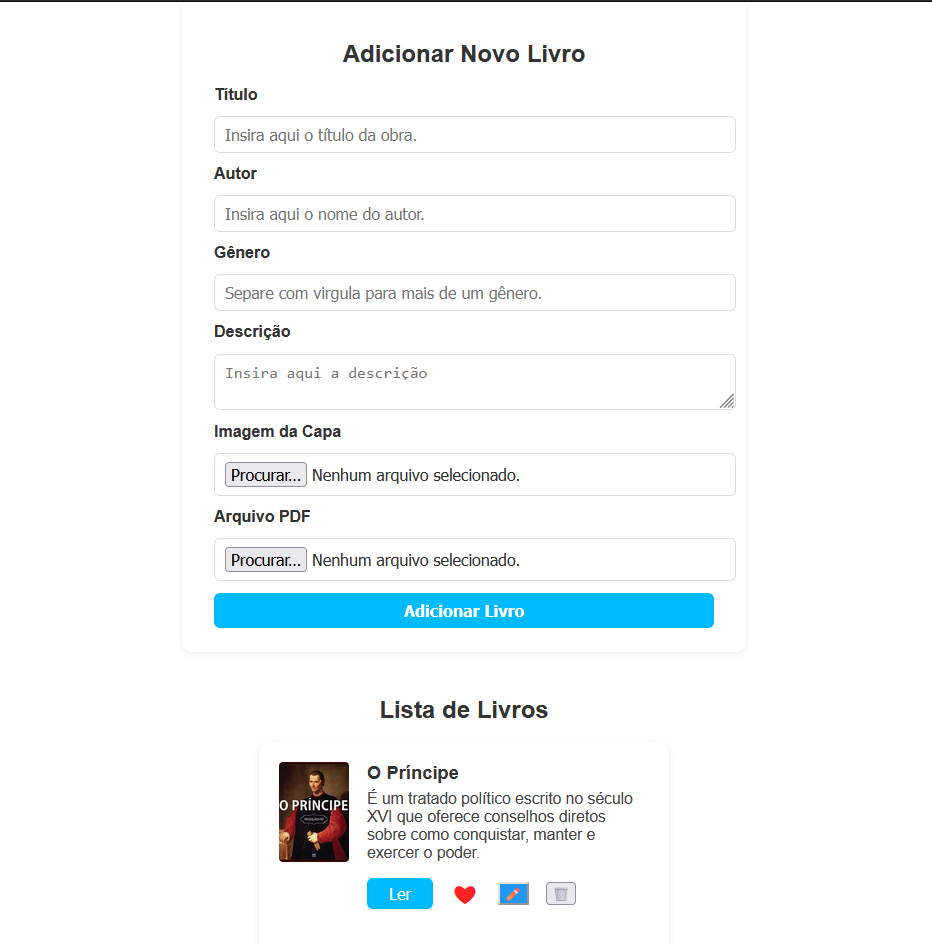 Adicionar Novo Livro
Título
Insira aqui o título da obra.
Autor
Insira aqui o nome do autor.
Gênero
Separe com virgula para mais de um gênero.
Descrição
Insira aqui a descrição
Imagem da Capa
Procurar... Nenhum arquivo selecionado.
Arquivo PDF
Procurar... Nenhum arquivo selecionado.
Adicionar Livro
Lista de Livros
O PRÍNCIPE
O Príncipe
É um tratado político escrito no século
XVI que oferece conselhos diretos
sobre como conquistar, manter e
exercer o poder.
Ler